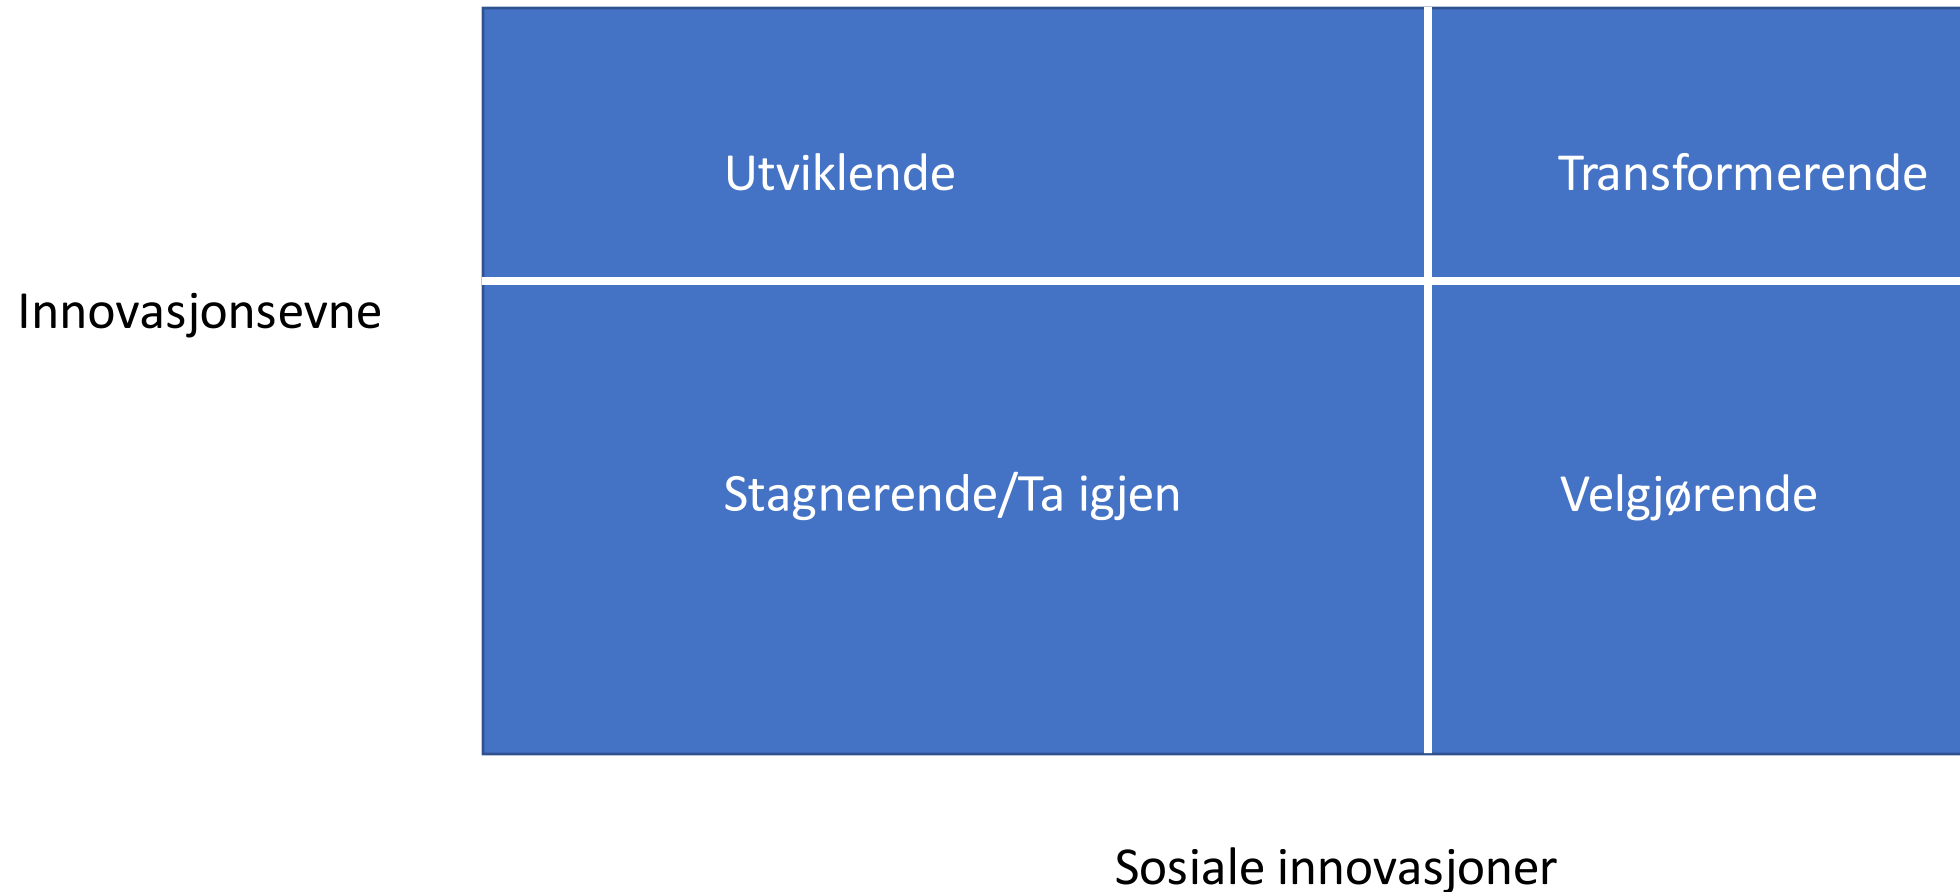 Utviklende
Transformerende
Innovasjonsevne
Stagnerende/Ta igjen
Velgjørende
Sosiale innovasjoner